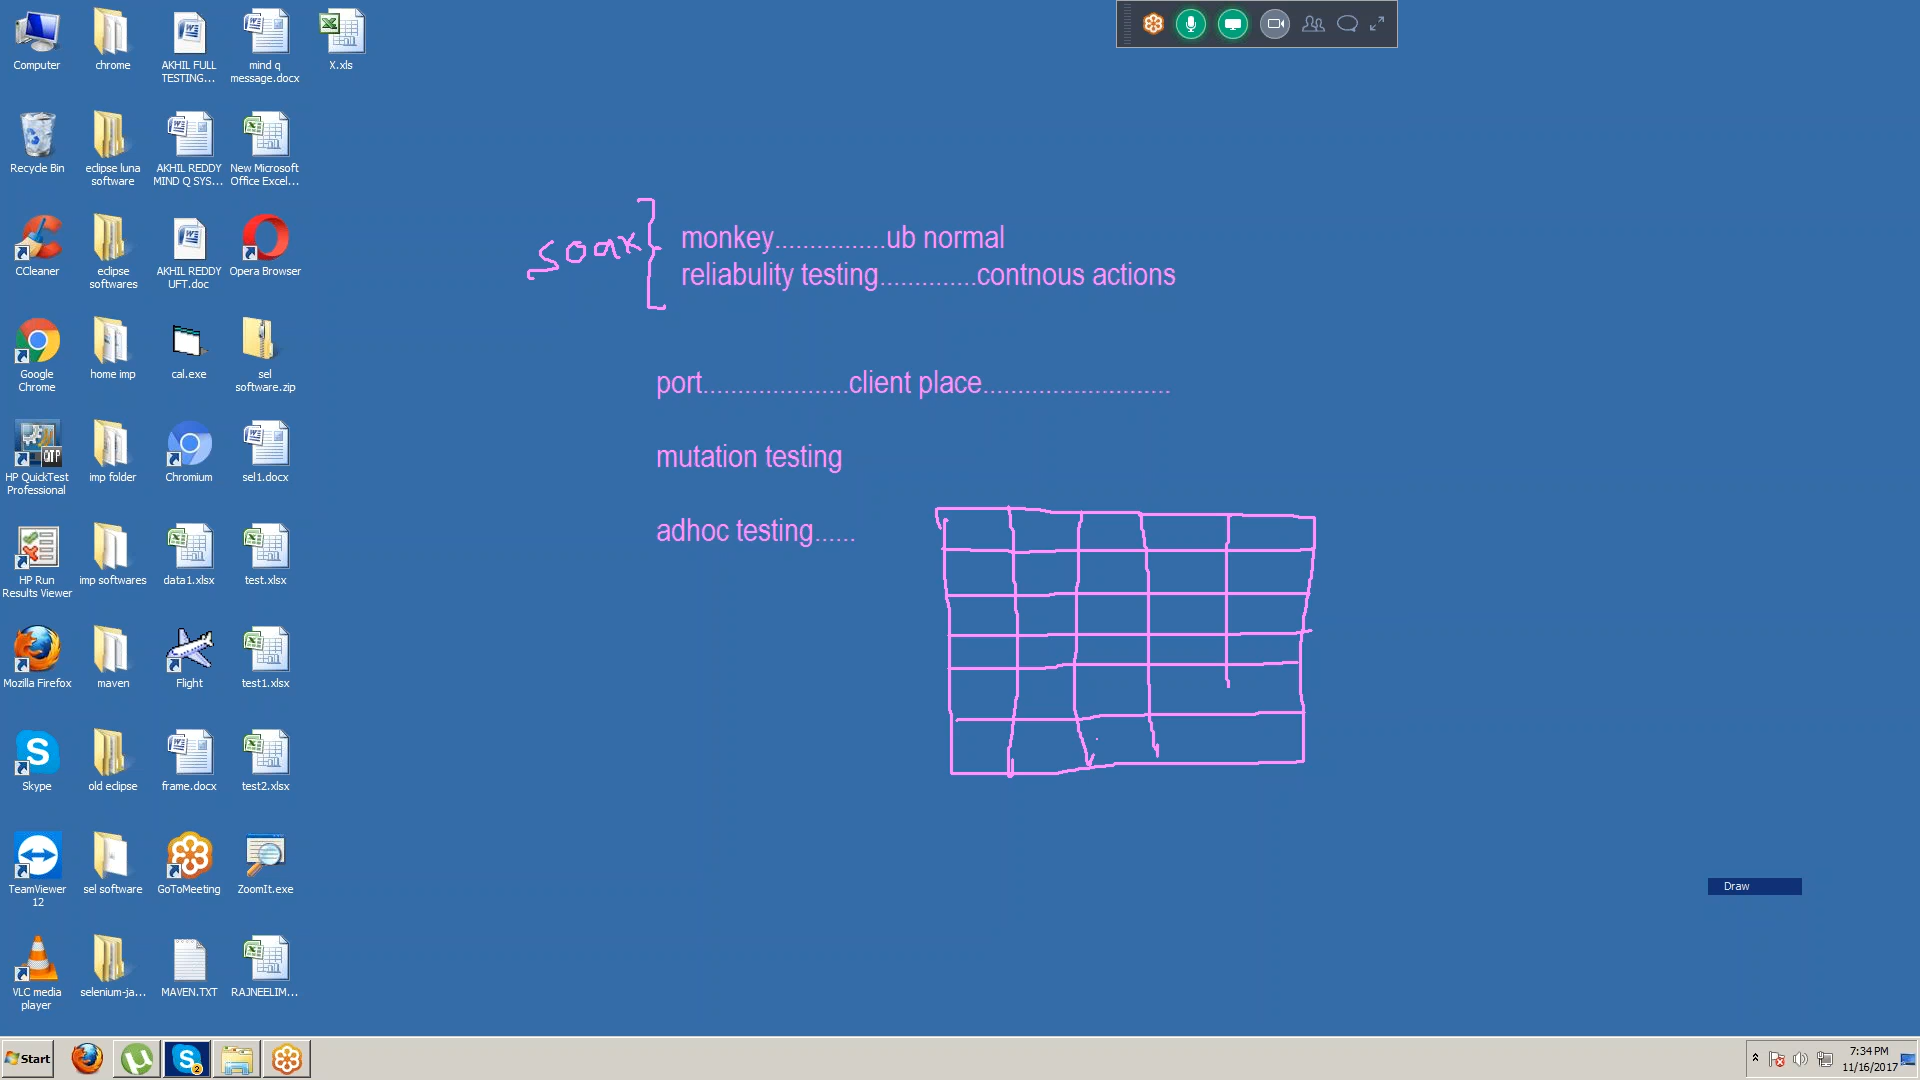 Computer
chrome
AKHIL FULL
TESTING...
mind q
message.docx
X.xls
Recycle Bin
eclipse luna
software
AKHIL REDDY
MIND Q SYS...
New Microsoft
Office Excel...
CCleaner
eclipse
softwares
AKHIL REDDY
UFT.doc
Opera Browser
soak
monkey................ub normal
reliabulity testing..............contnous actions
Google
Chrome
home imp
cal.exe
sel
software.zip
port.....................client place...........................
mutation testing
HP QuickTest
Professional
QTP
imp folder
Chromium
sel1.docx
adhoc testing......
HP Run
Results Viewer
imp softwares
data1.xlsx
test.xlsx
Mozilla Firefox
maven
Flight
test1.xlsx
Skype
old eclipse
frame.docx
test2.xlsx
TeamViewer
12
sel software
GoToMeeting
ZoomIt.exe
Draw
VLC media
player
selenium-ja...
MAVEN.TXT
RAJNEELIM...
Start
2
7:34 PM
11/16/2017